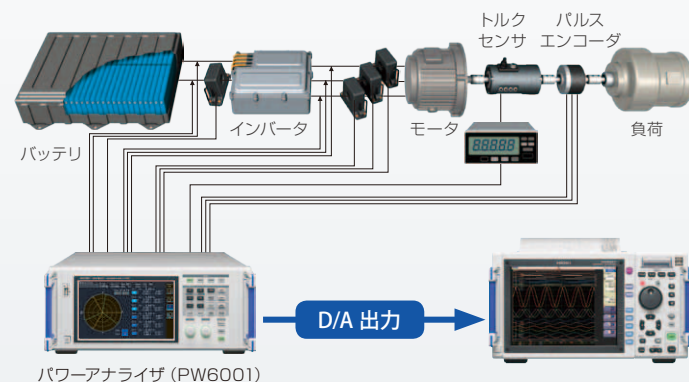 トルク
センサ
パルス
エンコーダ
バッテリ
インバータ
モータ
負荷
88888
D/A 出力
パワーアナライザ (PW6001)